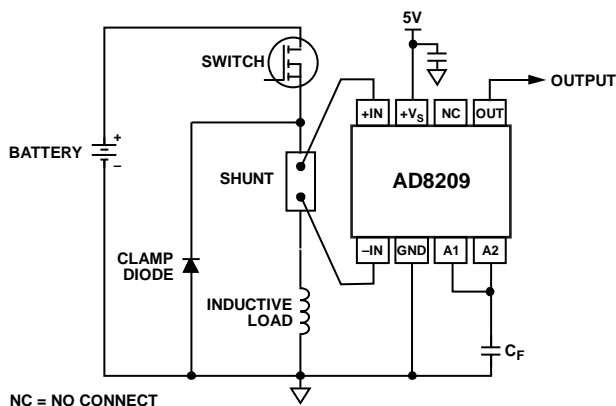 5V
SWITCH
OUTPUT
+IN
+VS
NC
OUT
BATTERY
+
–
SHUNT
AD8209
–IN
GND
A1
A2
CLAMP
DIODE
INDUCTIVE
LOAD
CF
NC = NO CONNECT